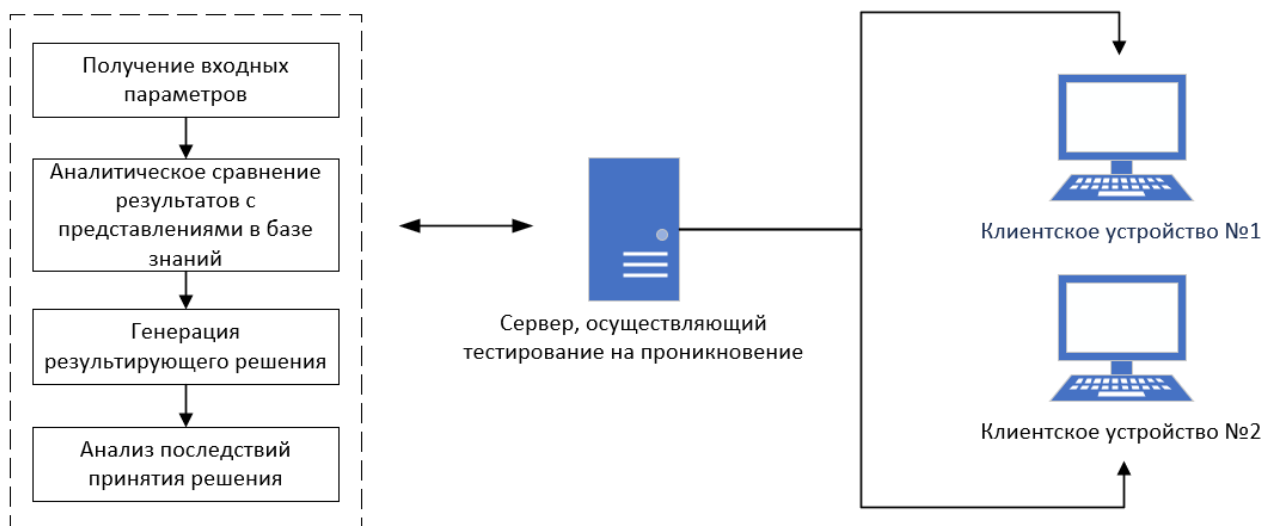 Получение входных
параметров
Аналитическое сравнение
результатов с
представлениями в базе
знаний
Генерация
результирующего решения
Анализ последствий
принятия решения
Сервер, осуществляющий
тестирование на проникновение
Клиентское устройство №1
Клиентское устройство №2